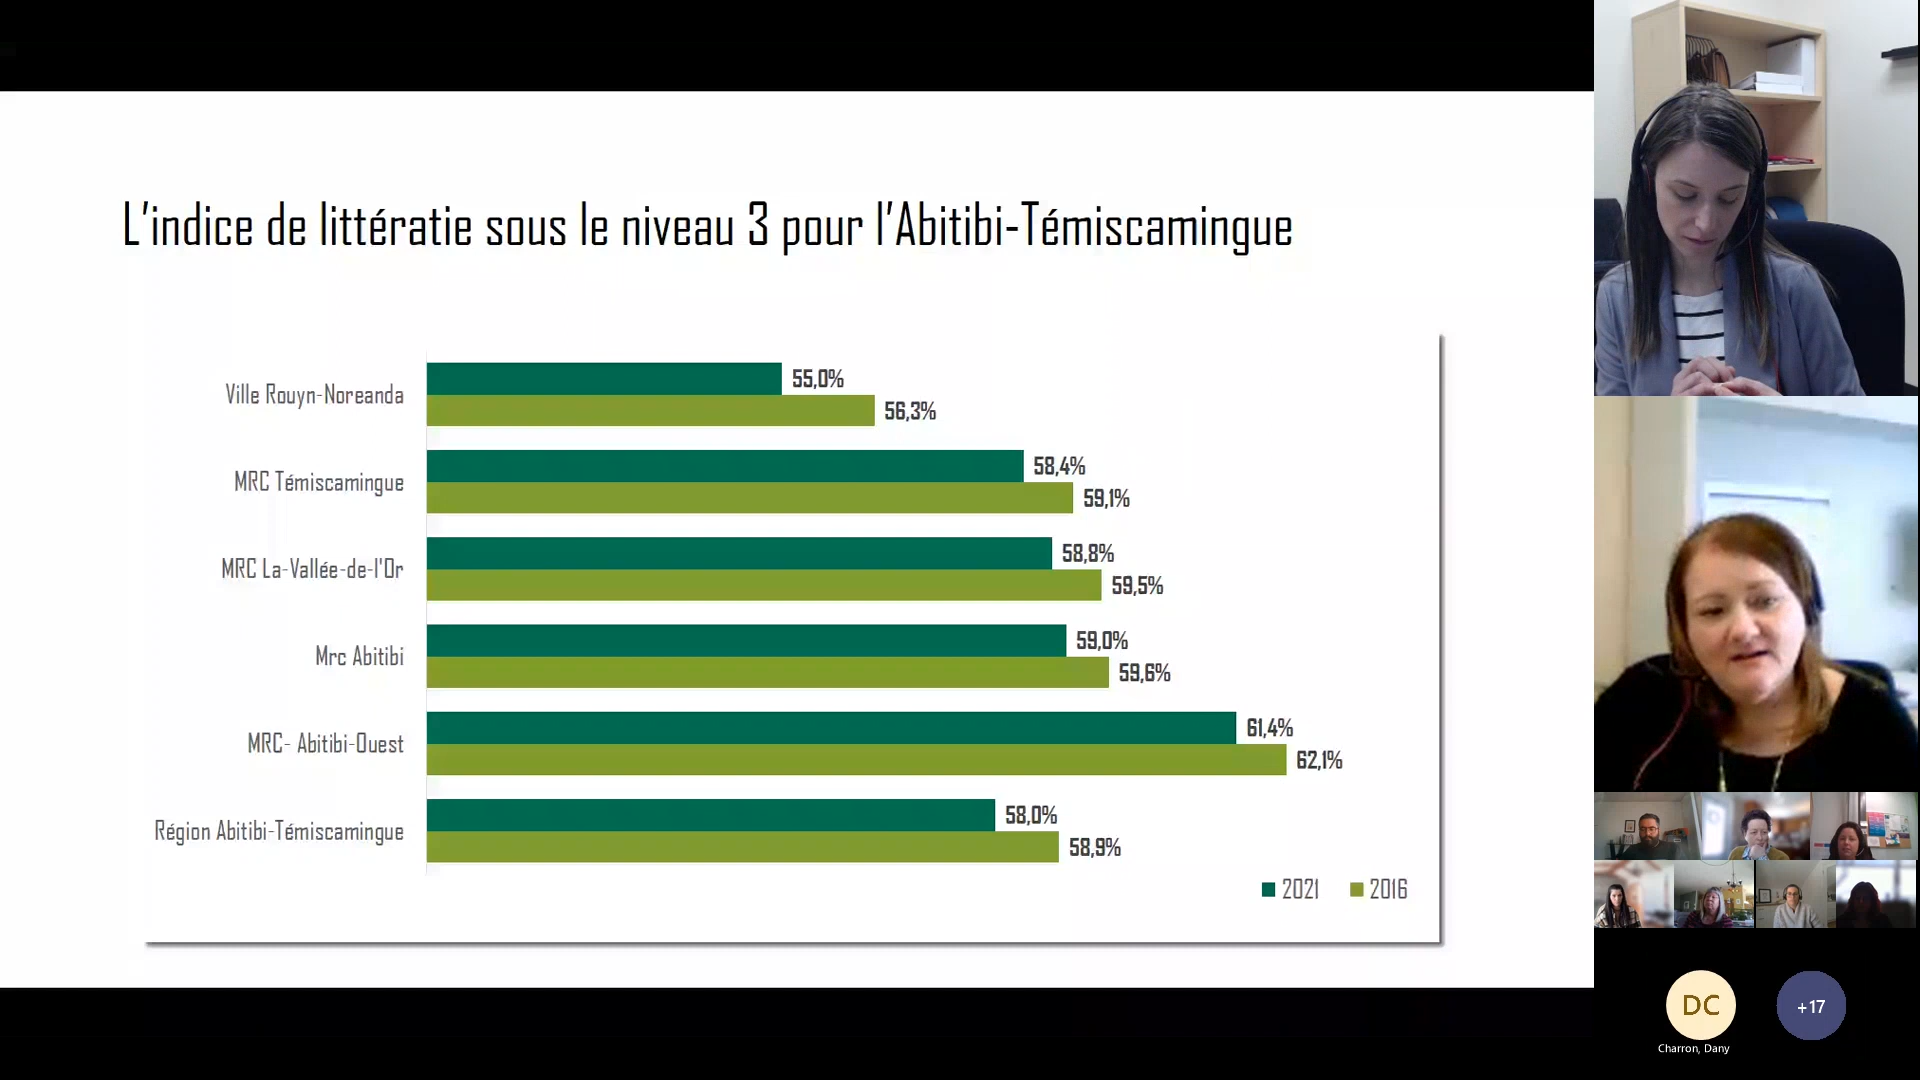 L'indice de littératie sous le niveau 3 pour l'Abitibi-Témiscamingue
Ville Rouyn-Noreanda
55,0%
56,3%
MRC Témiscamingue
58,4%
59,1%
MRC La-Vallée-de-l'Or
58,8%
59,5%
Mrc Abitibi
59,0%
59,6%
MRC- Abitibi-Ouest
61,4%
62,1%
Région Abitibi-Témiscamingue
58,0%
58,9%
2021 2016
DC
+17
Charron, Dany